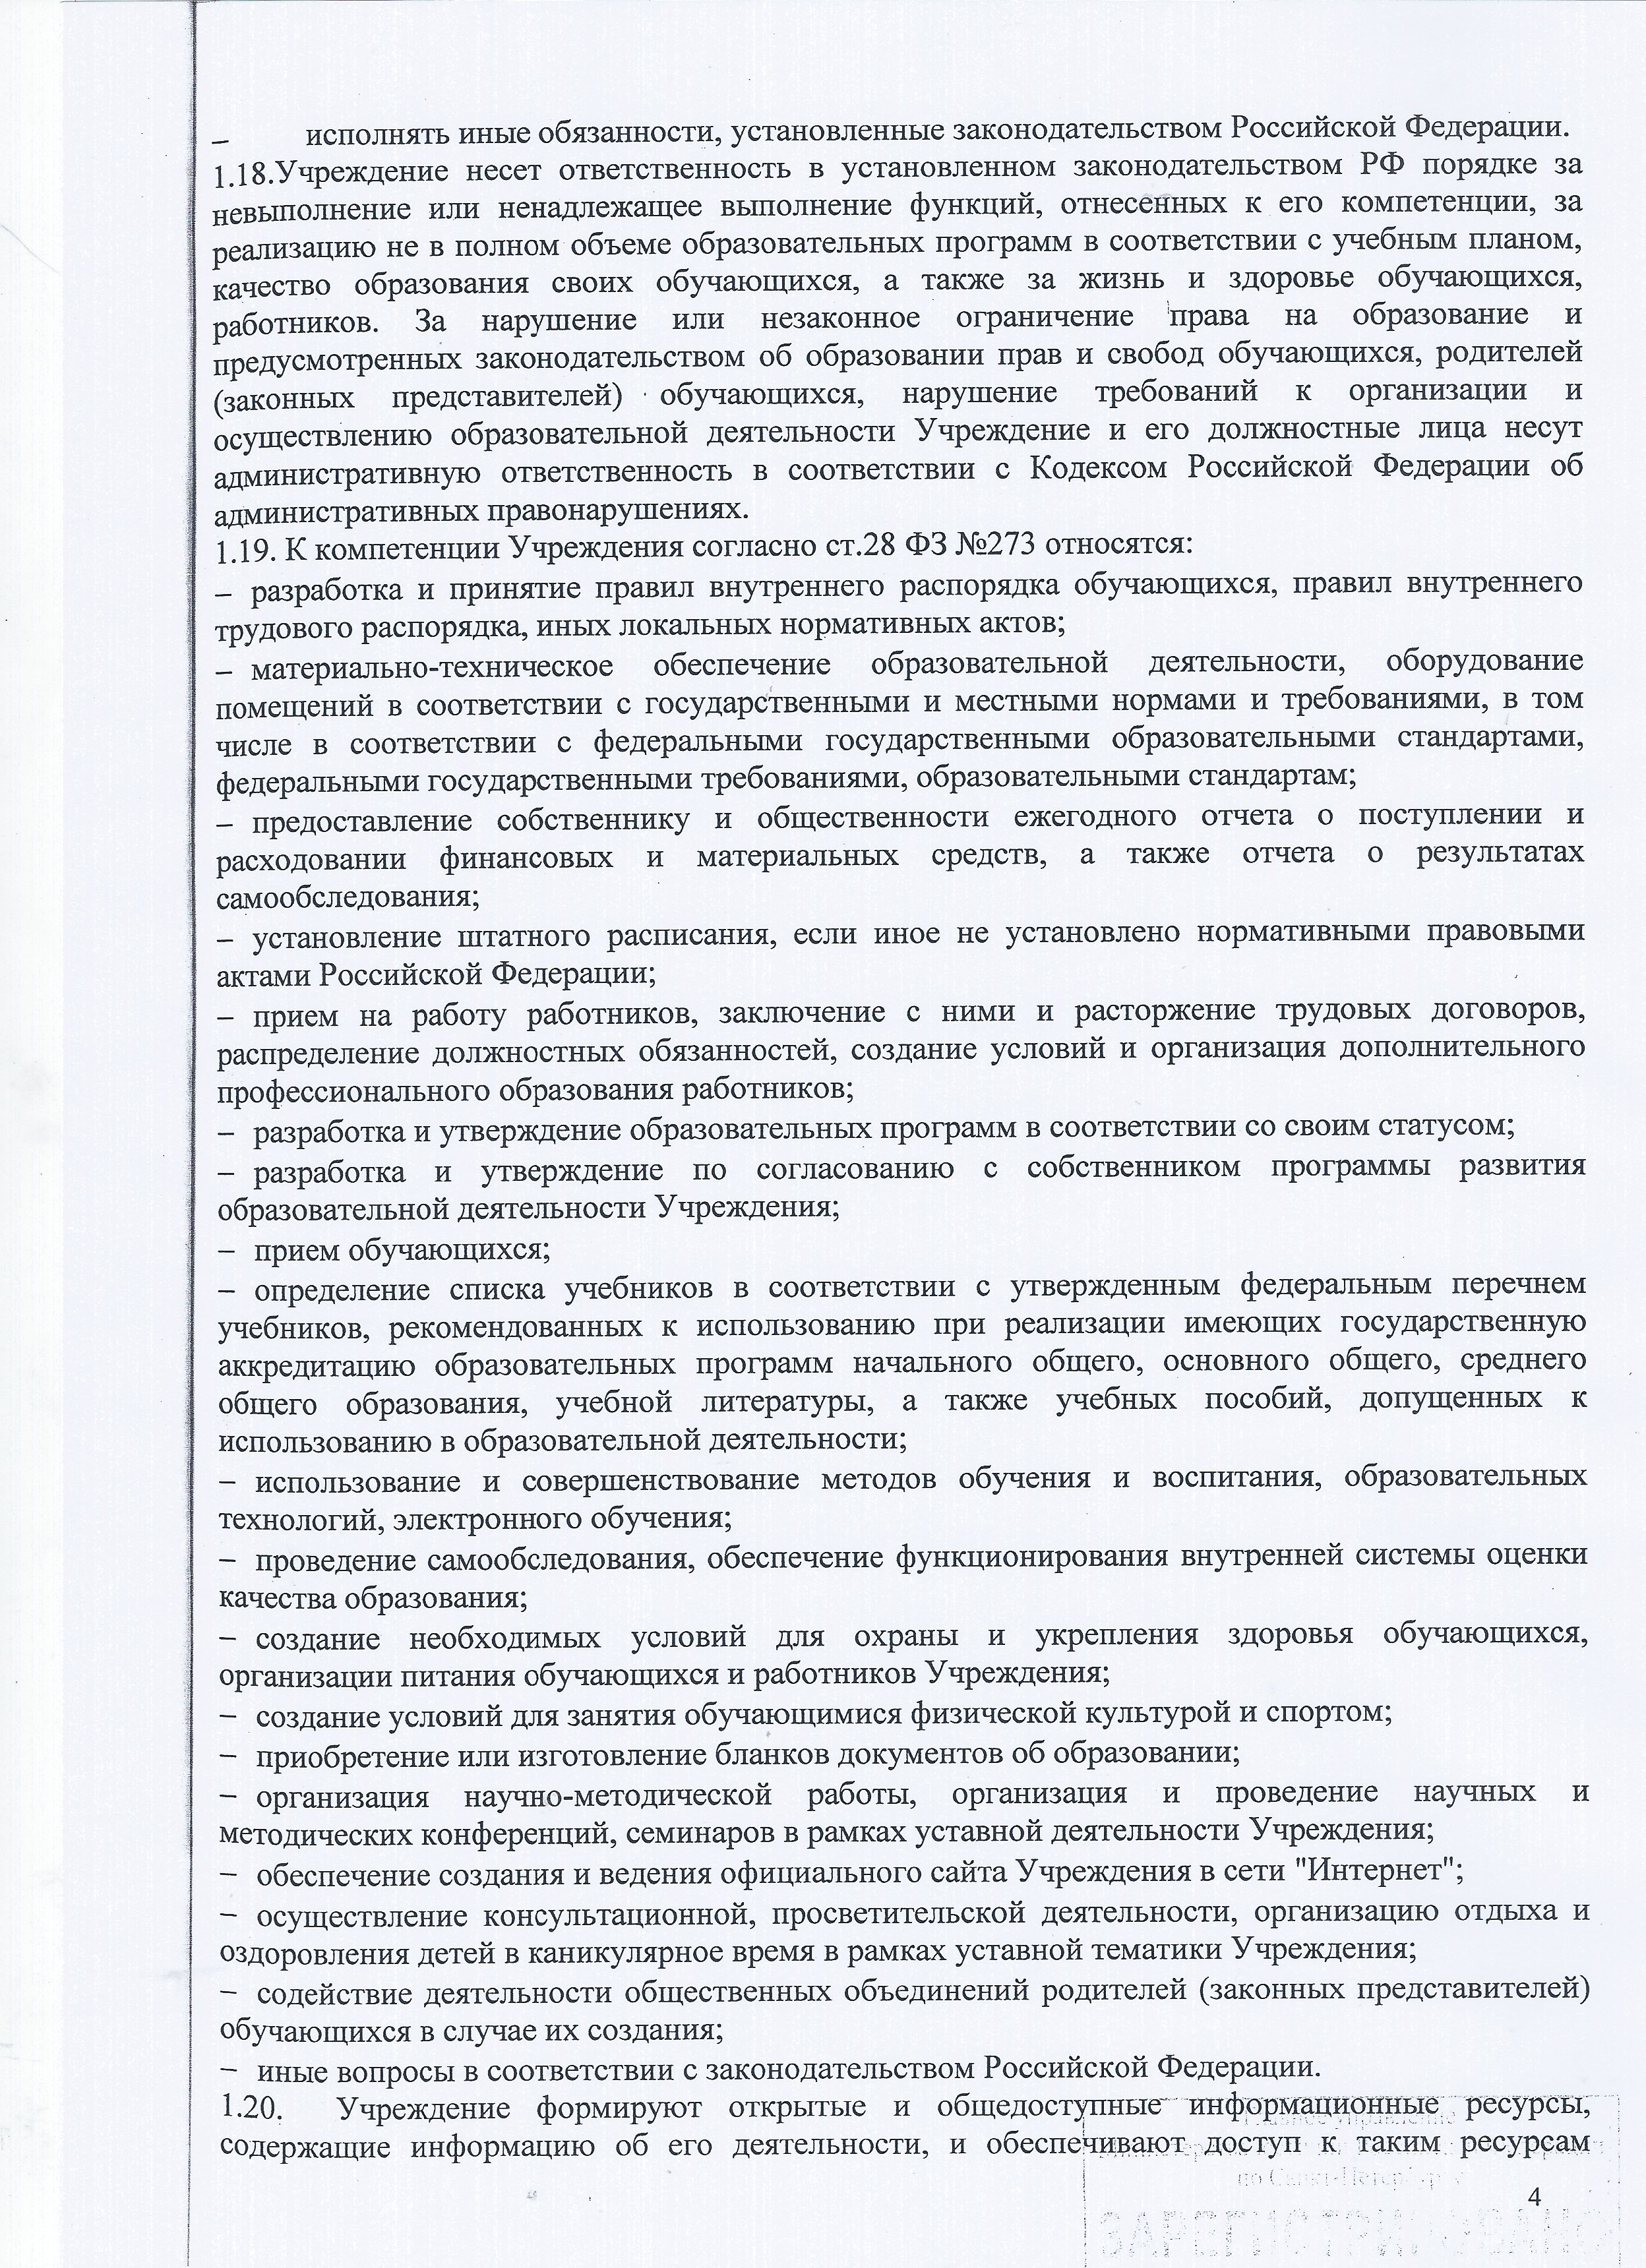 –	исполнять иные обязанности, установленные законодательством Российской Федерации.
1.18.Учреждение несет ответственность в установленном законодательством РФ порядке за
невыполнение или ненадлежащее выполнение функций, отнесенных к его компетенции, за
реализацию не в полном объеме образовательных программ в соответствии с учебным планом,
качество образования своих обучающихся, а также за жизнь и здоровье обучающихся,
работников. За нарушение или незаконное ограничение права на образование и
предусмотренных законодательством об образовании прав и свобод обучающихся, родителей
(законных представителей) обучающихся, нарушение требований к организации и
осуществлению образовательной деятельности Учреждение и его должностные лица несут
административную ответственность в соответствии с Кодексом Российской Федерации об
административных правонарушениях.
1.19. К компетенции Учреждения согласно ст.28 ФЗ №273 относятся:
– разработка и принятие правил внутреннего распорядка обучающихся, правил внутреннего
трудового распорядка, иных локальных нормативных актов;
– материально-техническое обеспечение образовательной деятельности, оборудование
помещений в соответствии с государственными и местными нормами и требованиями, в том
числе в соответствии с федеральными государственными образовательными стандартами,
федеральными государственными требованиями, образовательными стандартам;
– предоставление собственнику и общественности ежегодного отчета о поступлении и
расходовании финансовых и материальных средств, а также отчета о результатах
самообследования;
– установление штатного расписания, если иное не установлено нормативными правовыми
актами Российской Федерации;
– прием на работу работников, заключение с ними и расторжение трудовых договоров,
распределение должностных обязанностей, создание условий и организация дополнительного
профессионального образования работников;
– разработка и утверждение образовательных программ в соответствии со своим статусом;
– разработка и утверждение по согласованию с собственником программы развития
образовательной деятельности Учреждения;
– прием обучающихся;
– определение списка учебников в соответствии с утвержденным федеральным перечнем
учебников, рекомендованных к использованию при реализации имеющих государственную
аккредитацию образовательных программ начального общего, основного общего, среднего
общего образования, учебной литературы, а также учебных пособий, допущенных к
использованию в образовательной деятельности;
– использование и совершенствование методов обучения и воспитания, образовательных
технологий, электронного обучения;
– проведение самообследования, обеспечение функционирования внутренней системы оценки
качества образования;
– создание необходимых условий для охраны и укрепления здоровья обучающихся,
организации питания обучающихся и работников Учреждения;
– создание условий для занятия обучающимися физической культурой и спортом;
– приобретение или изготовление бланков документов об образовании;
– организация научно-методической работы, организация и проведение научных и
методических конференций, семинаров в рамках уставной деятельности Учреждения;
– обеспечение создания и ведения официального сайта Учреждения в сети "Интернет";
– осуществление консультационной, просветительской деятельности, организацию отдыха и
оздоровления детей в каникулярное время в рамках уставной тематики Учреждения;
– содействие деятельности общественных объединений родителей (законных представителей)
обучающихся в случае их создания;
– иные вопросы в соответствии с законодательством Российской Федерации.
1.20. Учреждение формируют открытые и общедоступные информационные ресурсы,
содержащие информацию об его деятельности, и обеспечивают доступ к таким ресурсам
по Санкт-Петербургу
4